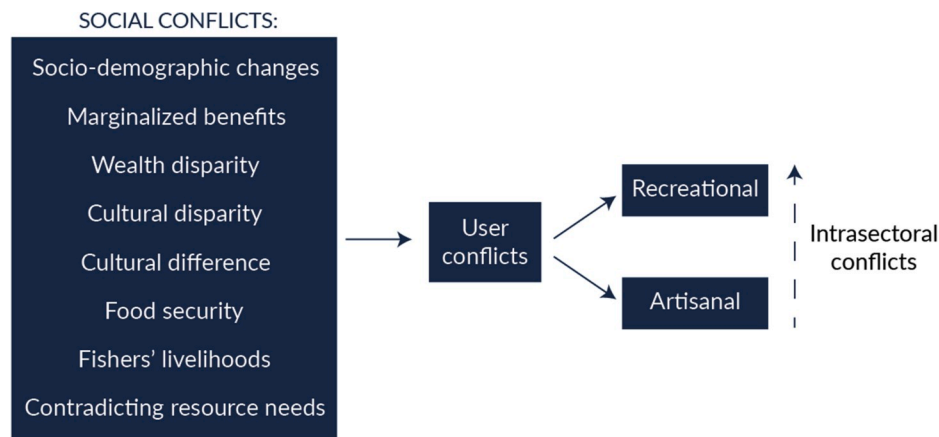 SOCIAL CONFLICTS:
Socio-demographic changes
Marginalized benefits
Wealth disparity
Cultural disparity
Cultural difference
Food security
Fishers’ livelihoods
Contradicting resource needs
User
conflicts
Recreational
Artisanal
Intrasectoral
conflicts